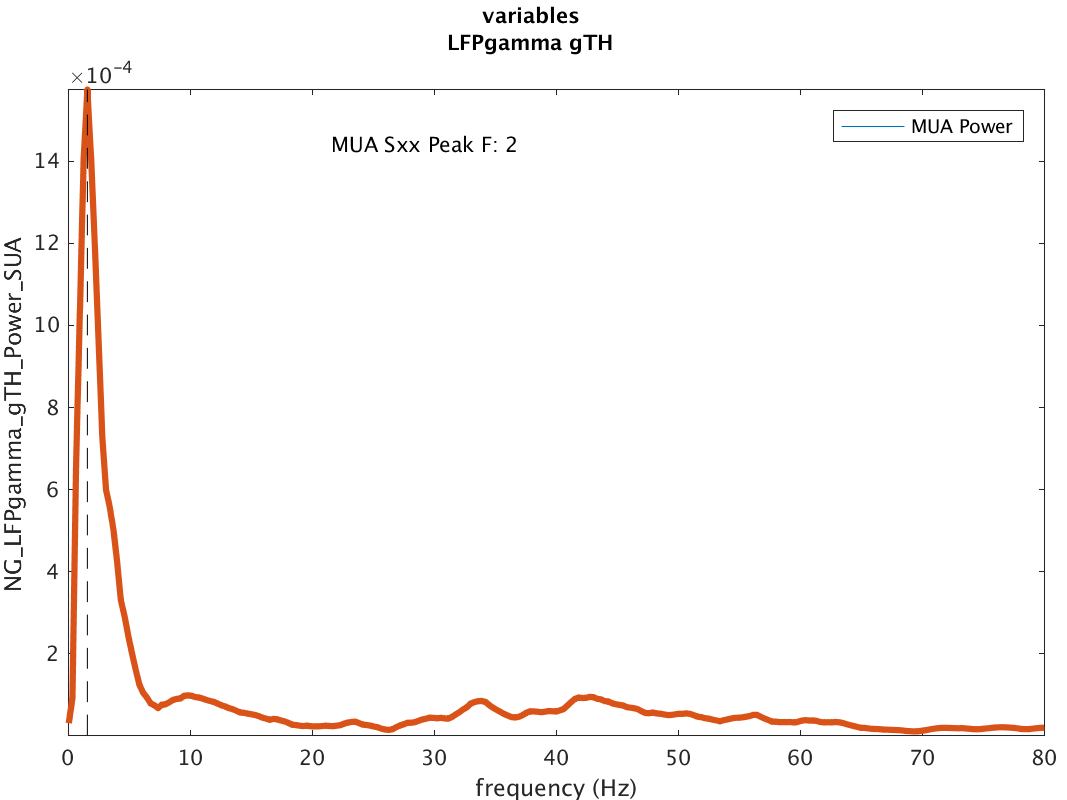 variables
LFPgamma gTH
×10⁻⁴
MUA Sxx Peak F: 2
MUA Power
NG_LFPgamma_gTH_Power_SUA
14
12
10
8
6
4
2
0 10 20 30 40 50 60 70 80
frequency (Hz)